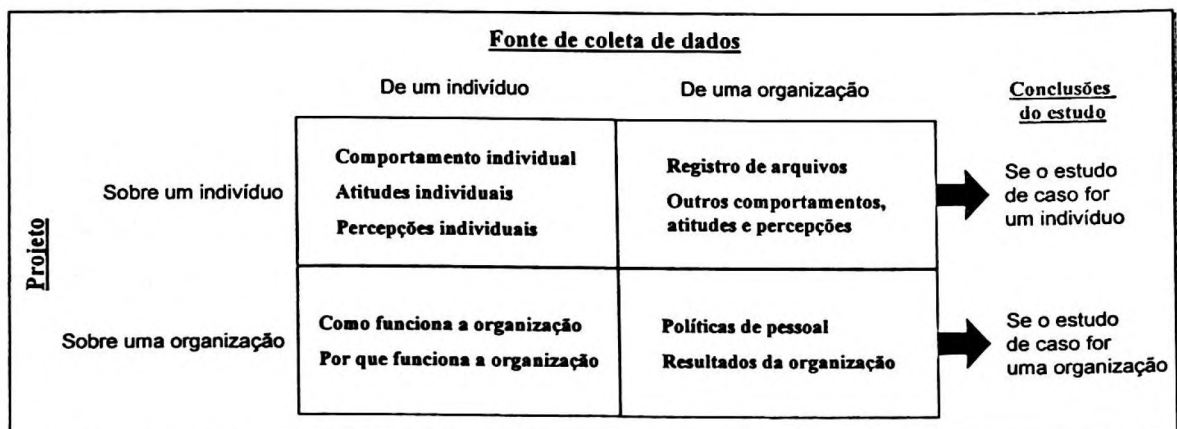 Fonte de coleta de dados
De um indivíduo
De uma organização
Conclusões
do estudo
Projeto
Sobre um indivíduo
Comportamento individual
Atitudes individuais
Percepções individuais
Registro de arquivos
Outros comportamentos,
atitudes e percepções
Se o estudo
de caso for
um indivíduo
Sobre uma organização
Como funciona a organização
Por que funciona a organização
Políticas de pessoal
Resultados da organização
Se o estudo
de caso for
uma organização